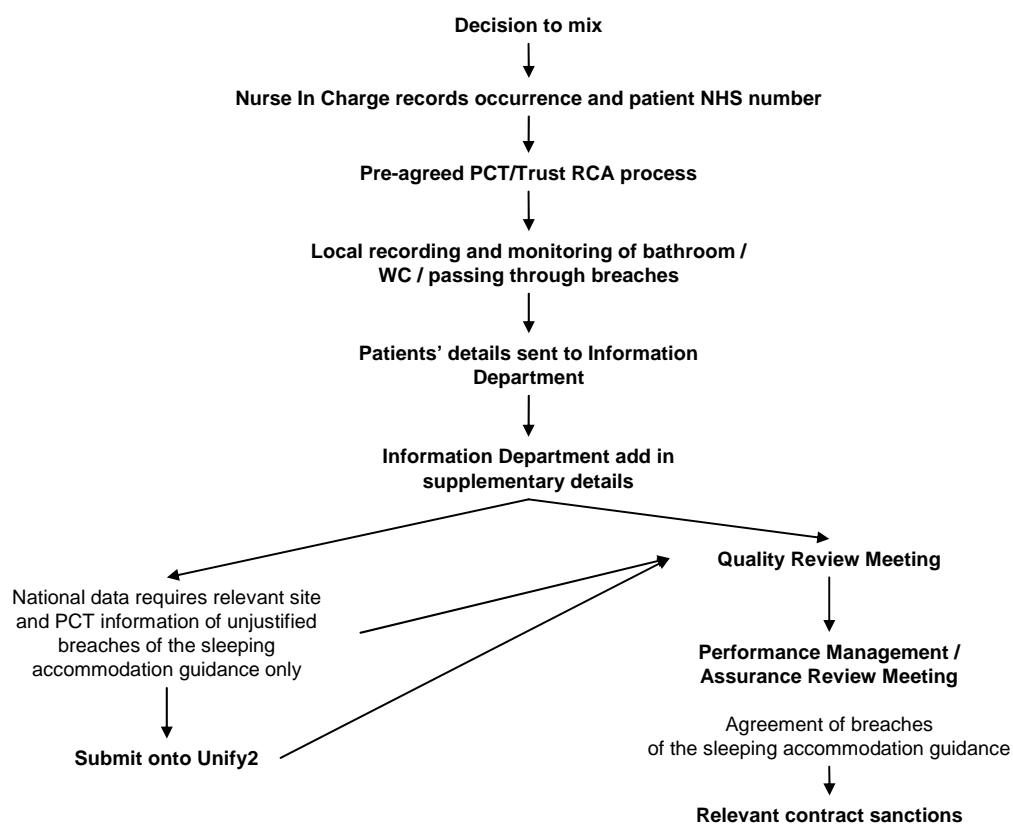 Decision to mix
Nurse In Charge records occurrence and patient NHS number
Pre-agreed PCT/Trust RCA process
Local recording and monitoring of bathroom /
WC / passing through breaches
Patients’ details sent to Information
Department
Information Department add in
supplementary details
National data requires relevant site
and PCT information of unjustified
breaches of the sleeping
accommodation guidance only
Submit onto Unify2
Quality Review Meeting
Performance Management /
Assurance Review Meeting
Agreement of breaches
of the sleeping accommodation guidance
Relevant contract sanctions